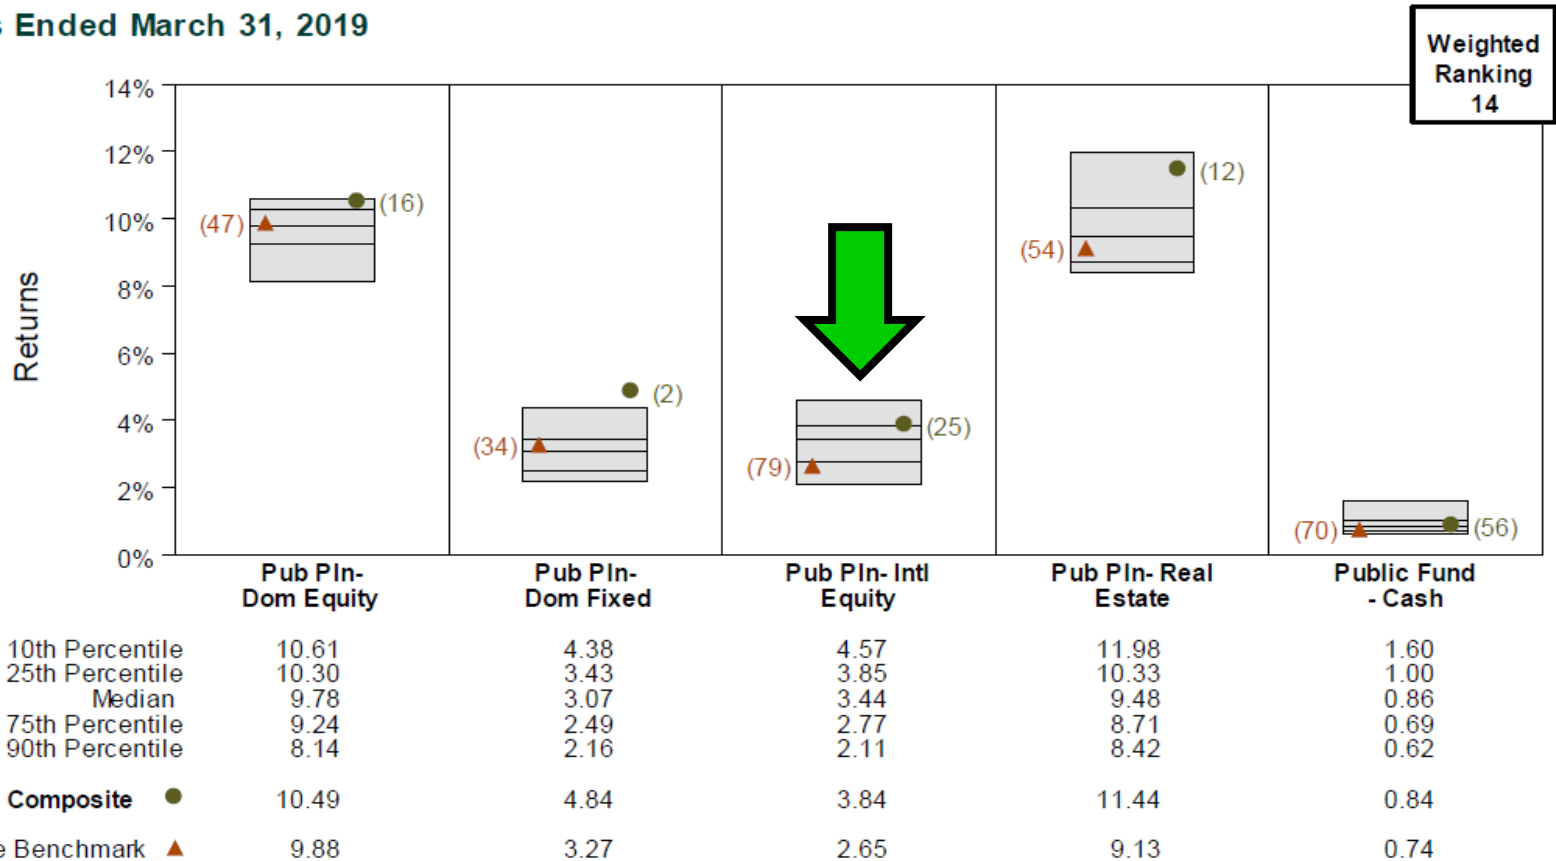 Ended March 31, 2019
Weighted
Ranking
14
14%
12%
10%
8%
6%
4%
2%
0%
Returns
(47)
(16)
(34)
(2)
(79)
(25)
(54)
(12)
(70)
(56)
Pub Pln-
Dom Equity
Pub Pln-
Dom Fixed
Pub Pln- Intl
Equity
Pub Pln- Real
Estate
Public Fund
- Cash
10th Percentile 10.61 4.38 4.57 11.98 1.60
25th Percentile 10.30 3.43 3.85 10.33 1.00
Median 9.78 3.07 3.44 9.48 0.86
75th Percentile 9.24 2.49 2.77 8.71 0.69
90th Percentile 8.14 2.16 2.11 8.42 0.62
Composite 10.49 4.84 3.84 11.44 0.84
Benchmark 9.88 3.27 2.65 9.13 0.74